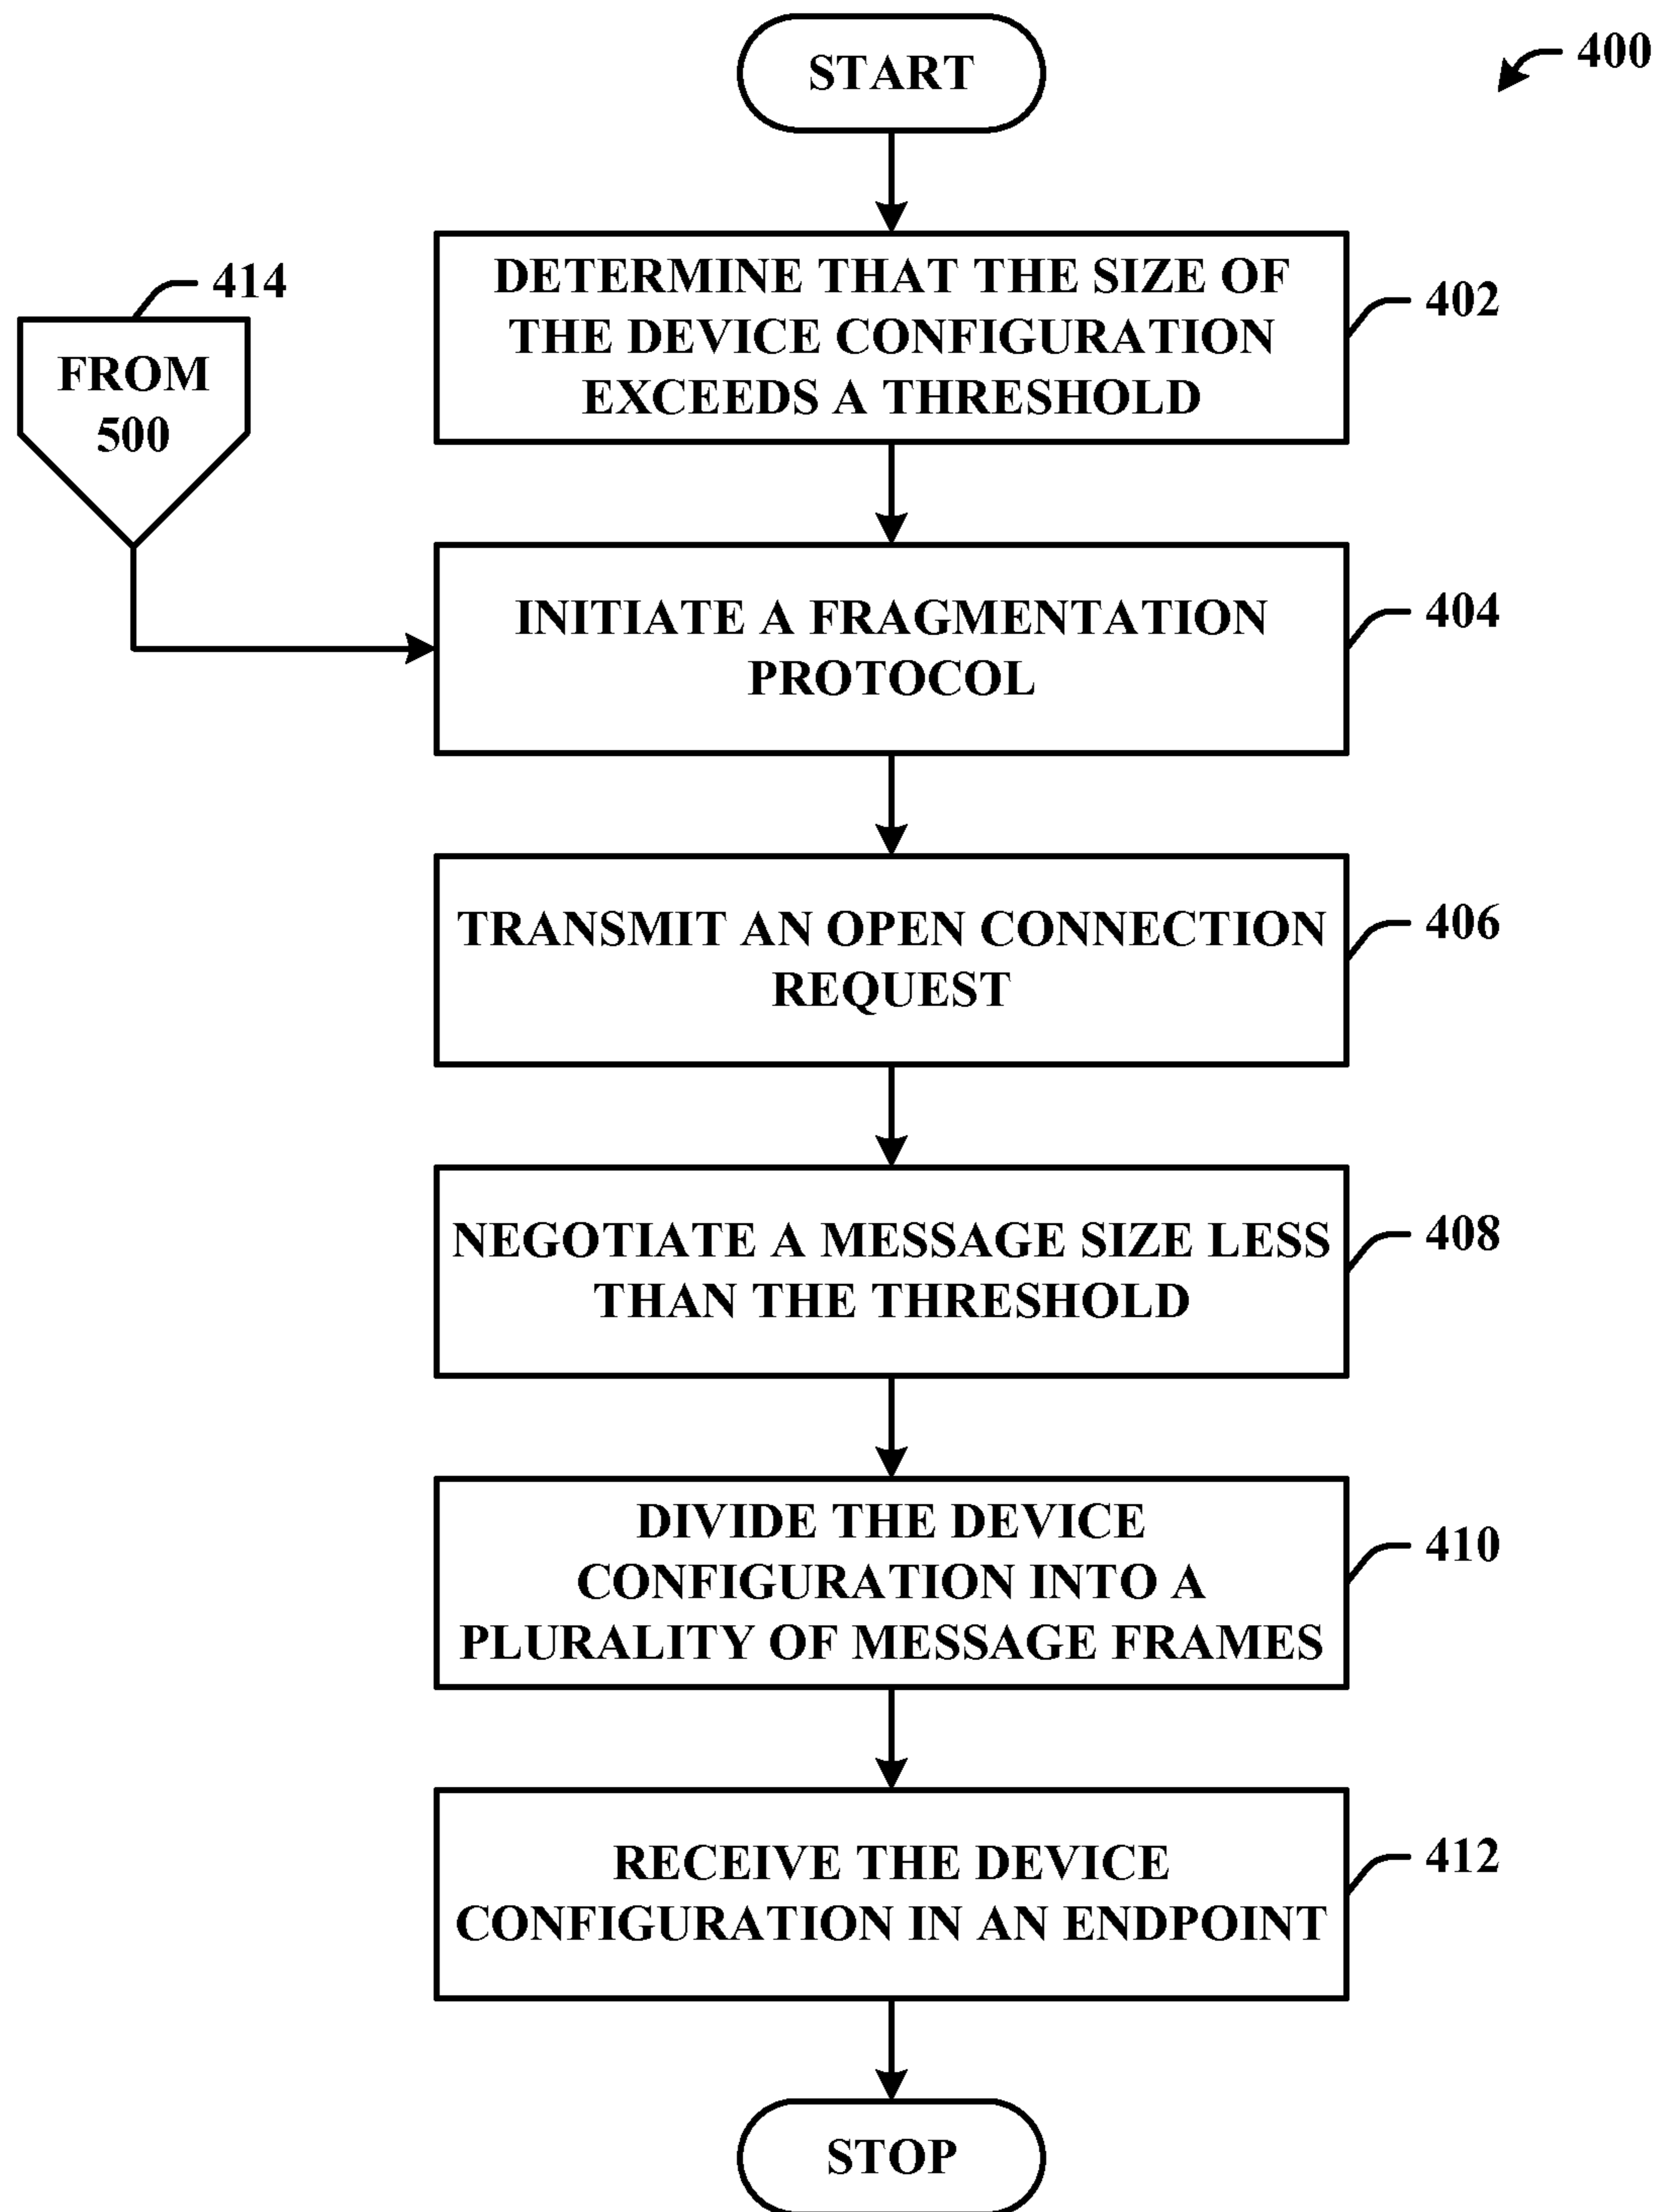 START
400
DETERMINE THAT THE SIZE OF
THE DEVICE CONFIGURATION
EXCEEDS A THRESHOLD
402
414
FROM
500
INITIATE A FRAGMENTATION
PROTOCOL
404
TRANSMIT AN OPEN CONNECTION
REQUEST
406
NEGOTIATE A MESSAGE SIZE LESS
THAN THE THRESHOLD
408
DIVIDE THE DEVICE
CONFIGURATION INTO A
PLURALITY OF MESSAGE FRAMES
410
RECEIVE THE DEVICE
CONFIGURATION IN AN ENDPOINT
412
STOP